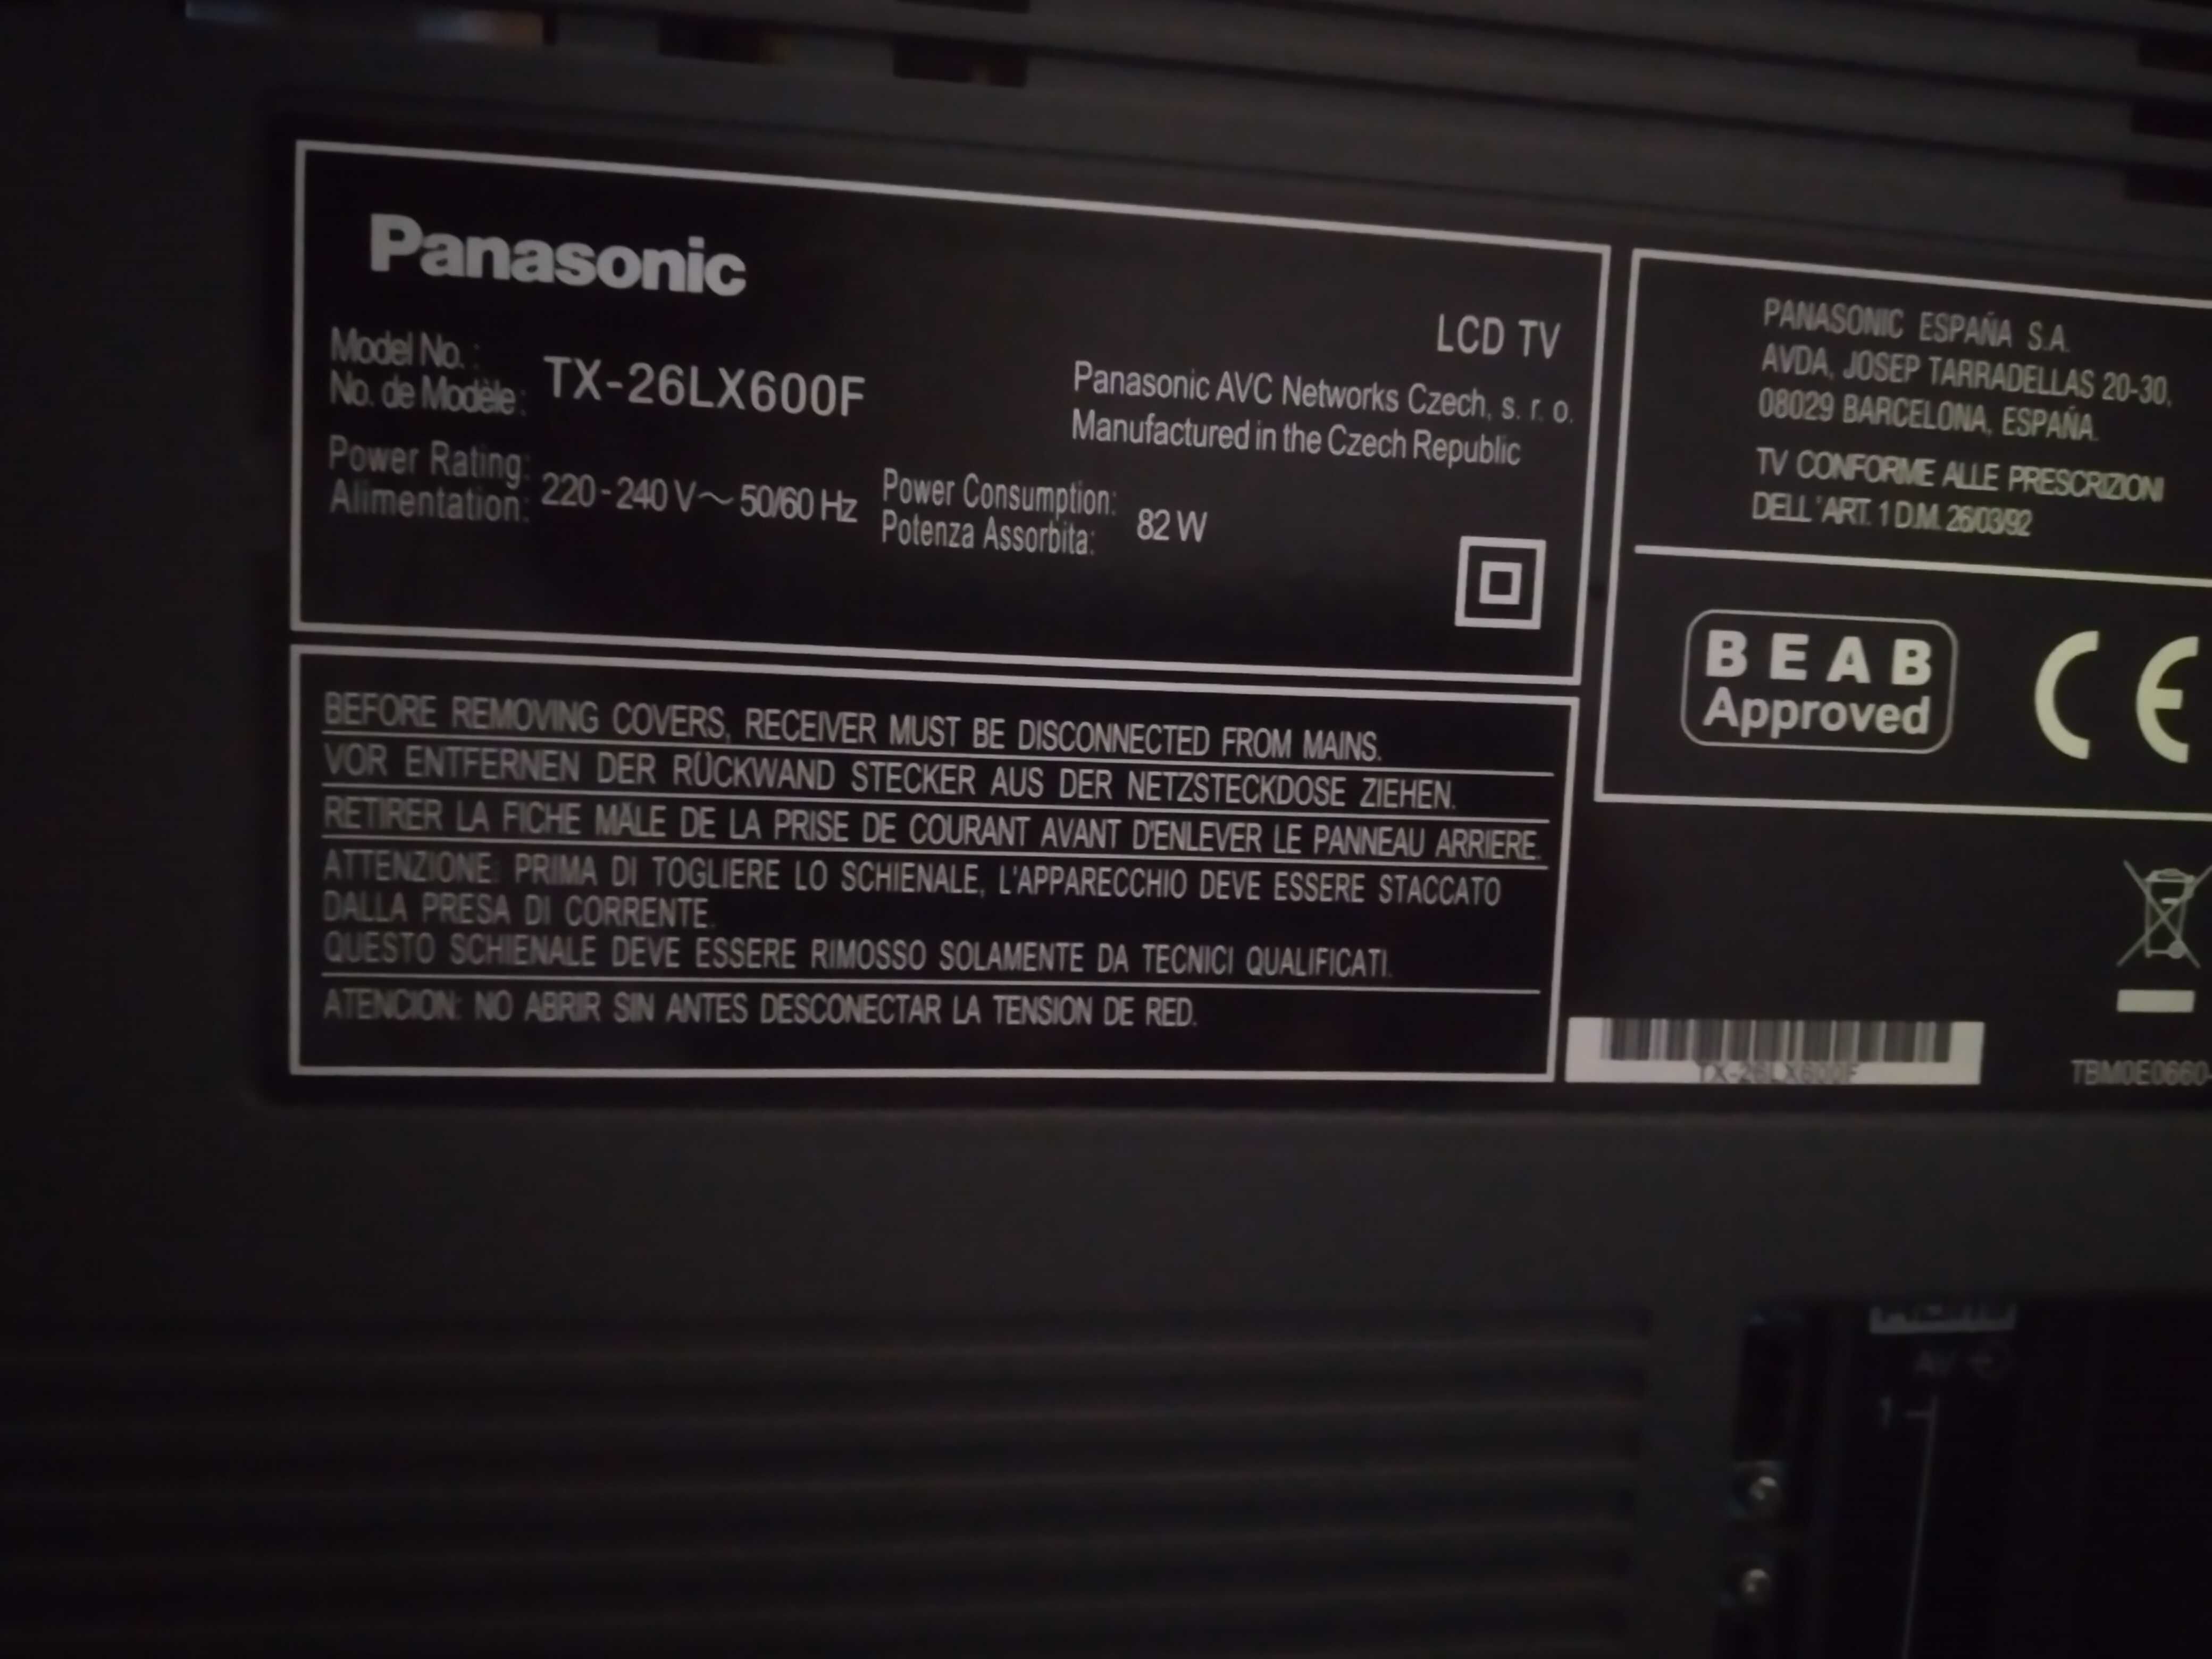 Panasonic
LCD TV
Model No. :
No. de Modèle:
TX-26LX600F
Panasonic AVC Networks Czech, s. r. o.
Manufactured in the Czech Republic
Power Rating:
Alimentation:
220-240 V~ 50/60 Hz
Power Consumption:
Potenza Assorbita:
82 W
BEFORE REMOVING COVERS, RECEIVER MUST BE DISCONNECTED FROM MAINS.
VOR ENTFERNEN DER RÜCKWAND STECKER AUS DER NETZSTECKDOSE ZIEHEN.
RETIRER LA FICHE MÂLE DE LA PRISE DE COURANT AVANT D'ENLEVER LE PANNEAU ARRIERE.
ATTENZIONE: PRIMA DI TOGLIERE LO SCHIENALE, L'APPARECCHIO DEVE ESSERE STACCATO
DALLA PRESA DI CORRENTE.
QUESTO SCHIENALE DEVE ESSERE RIMOSSO SOLAMENTE DA TECNICI QUALIFICATI.
ATENCION: NO ABRIR SIN ANTES DESCONECTAR LA TENSION DE RED.
PANASONIC ESPAÑA S.A.
AVDA, JOSEP TARRADELLAS 20-30,
08029 BARCELONA, ESPAÑA.
TV CONFORME ALLE PRESCRIZIONI
DELL'ART. 1 D.M. 26/03/92
BEAB
Approved
CE
TX-26LX600F
TBM0E0660-
AV
1